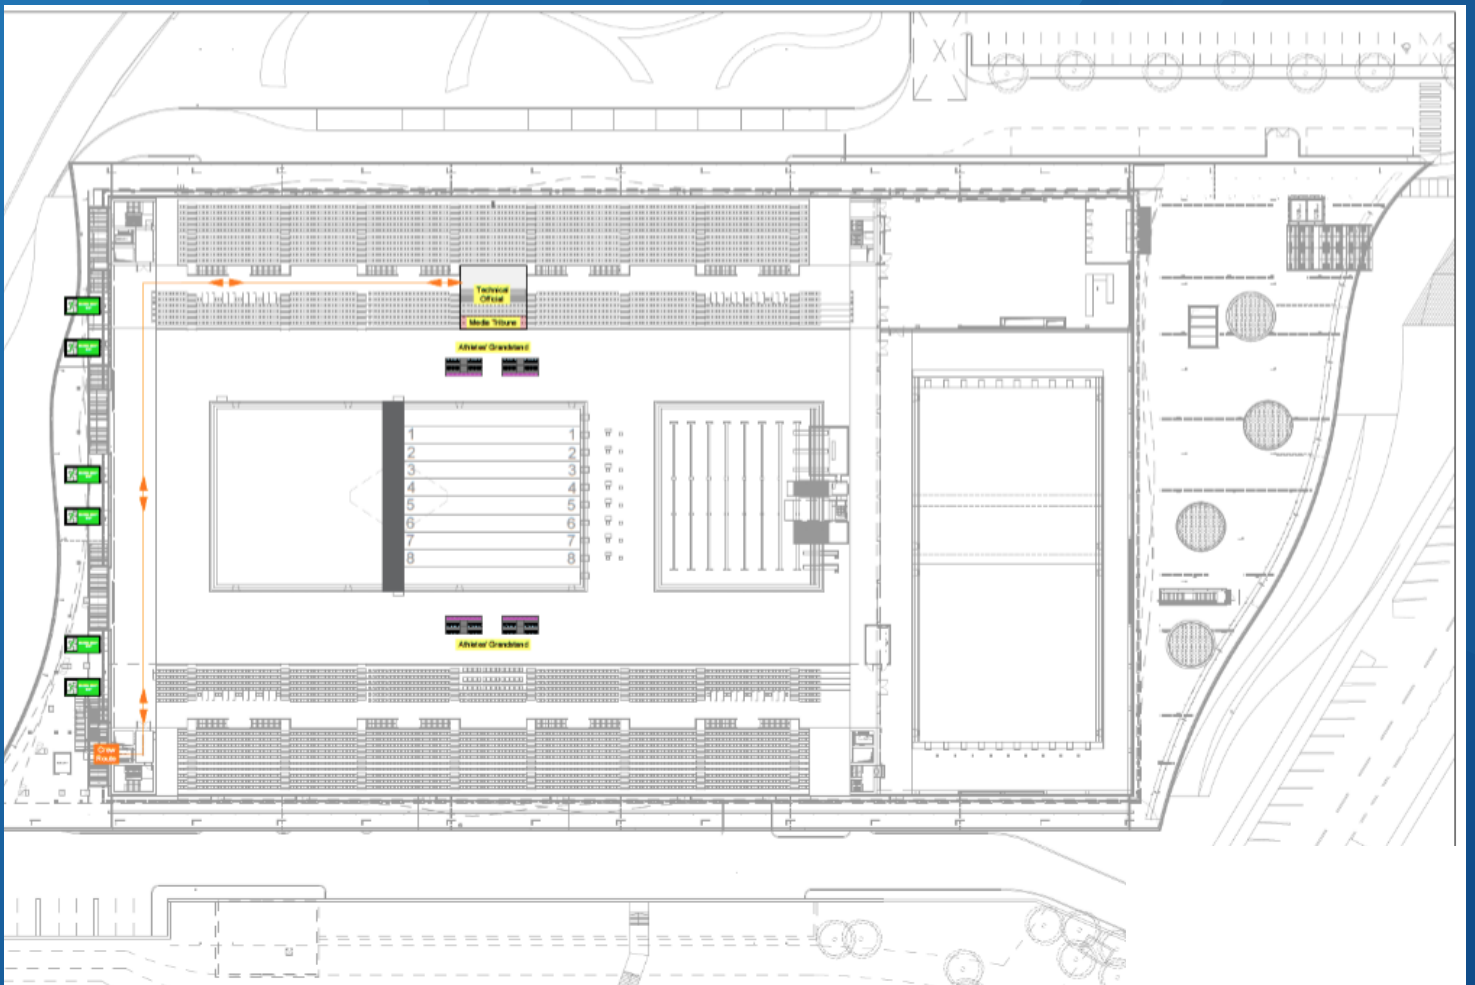 Technical
Official
Media Tribune
Athletes' Grandstand
1 1
2 2
3 3
4 4
5 5
6 6
7 7
8 8
Athletes' Grandstand
Crew
Route